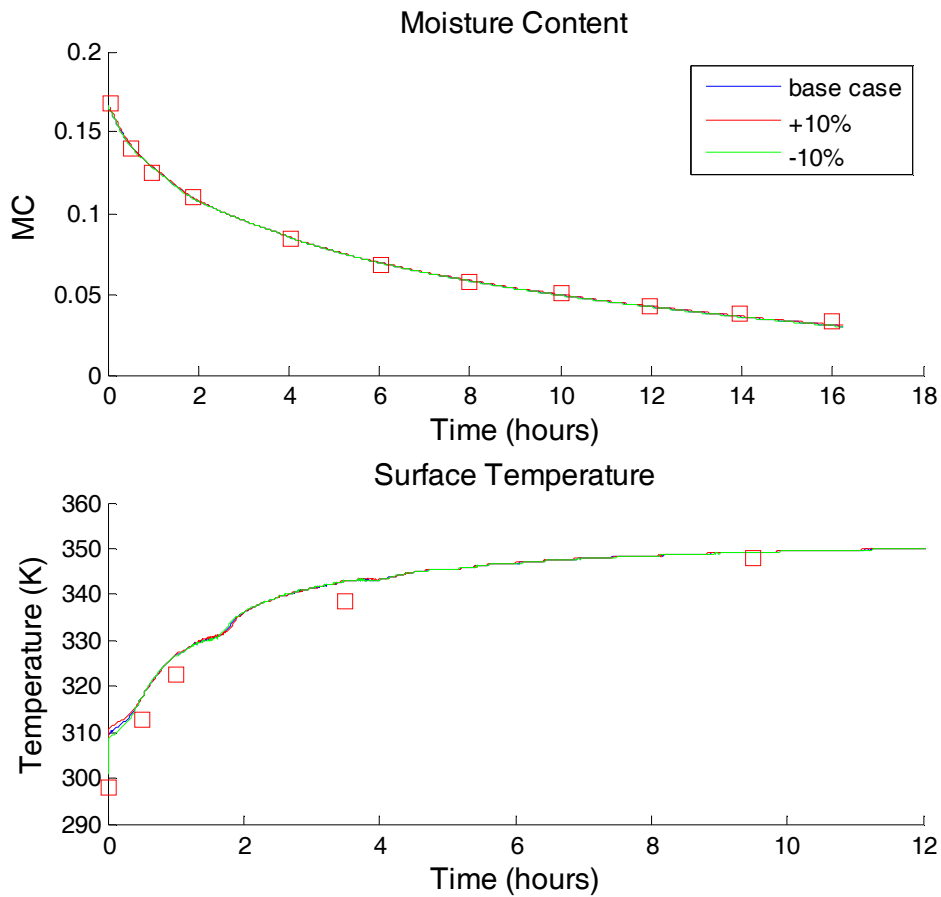 Moisture Content
0.2
0.15
0.1
0.05
0
MC
base case
+10%
-10%
0 2 4 6 8 10 12 14 16 18
Time (hours)
Surface Temperature
360
350
340
330
320
310
300
290
Temperature (K)
0 2 4 6 8 10 12
Time (hours)